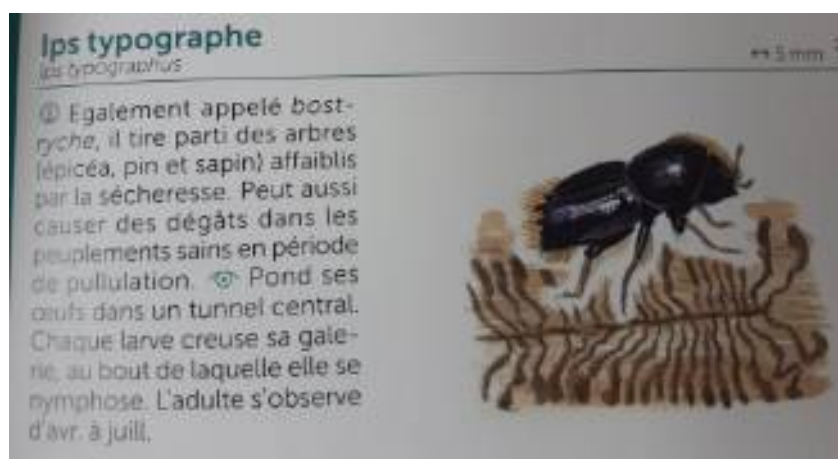 Ips typographe
Ips typographus
↔ 5 mm
① Egalement appelé bost-
ryche, il tire parti des arbres
(épicéa, pin et sapin) affaiblis
par la sécheresse. Peut aussi
causer des dégâts dans les
peuplements sains en période
de pullulation. Pond ses
œufs dans un tunnel central.
Chaque larve creuse sa gale-
rie, au bout de laquelle elle se
nymphose. L'adulte s'observe
d'avr. à juill.